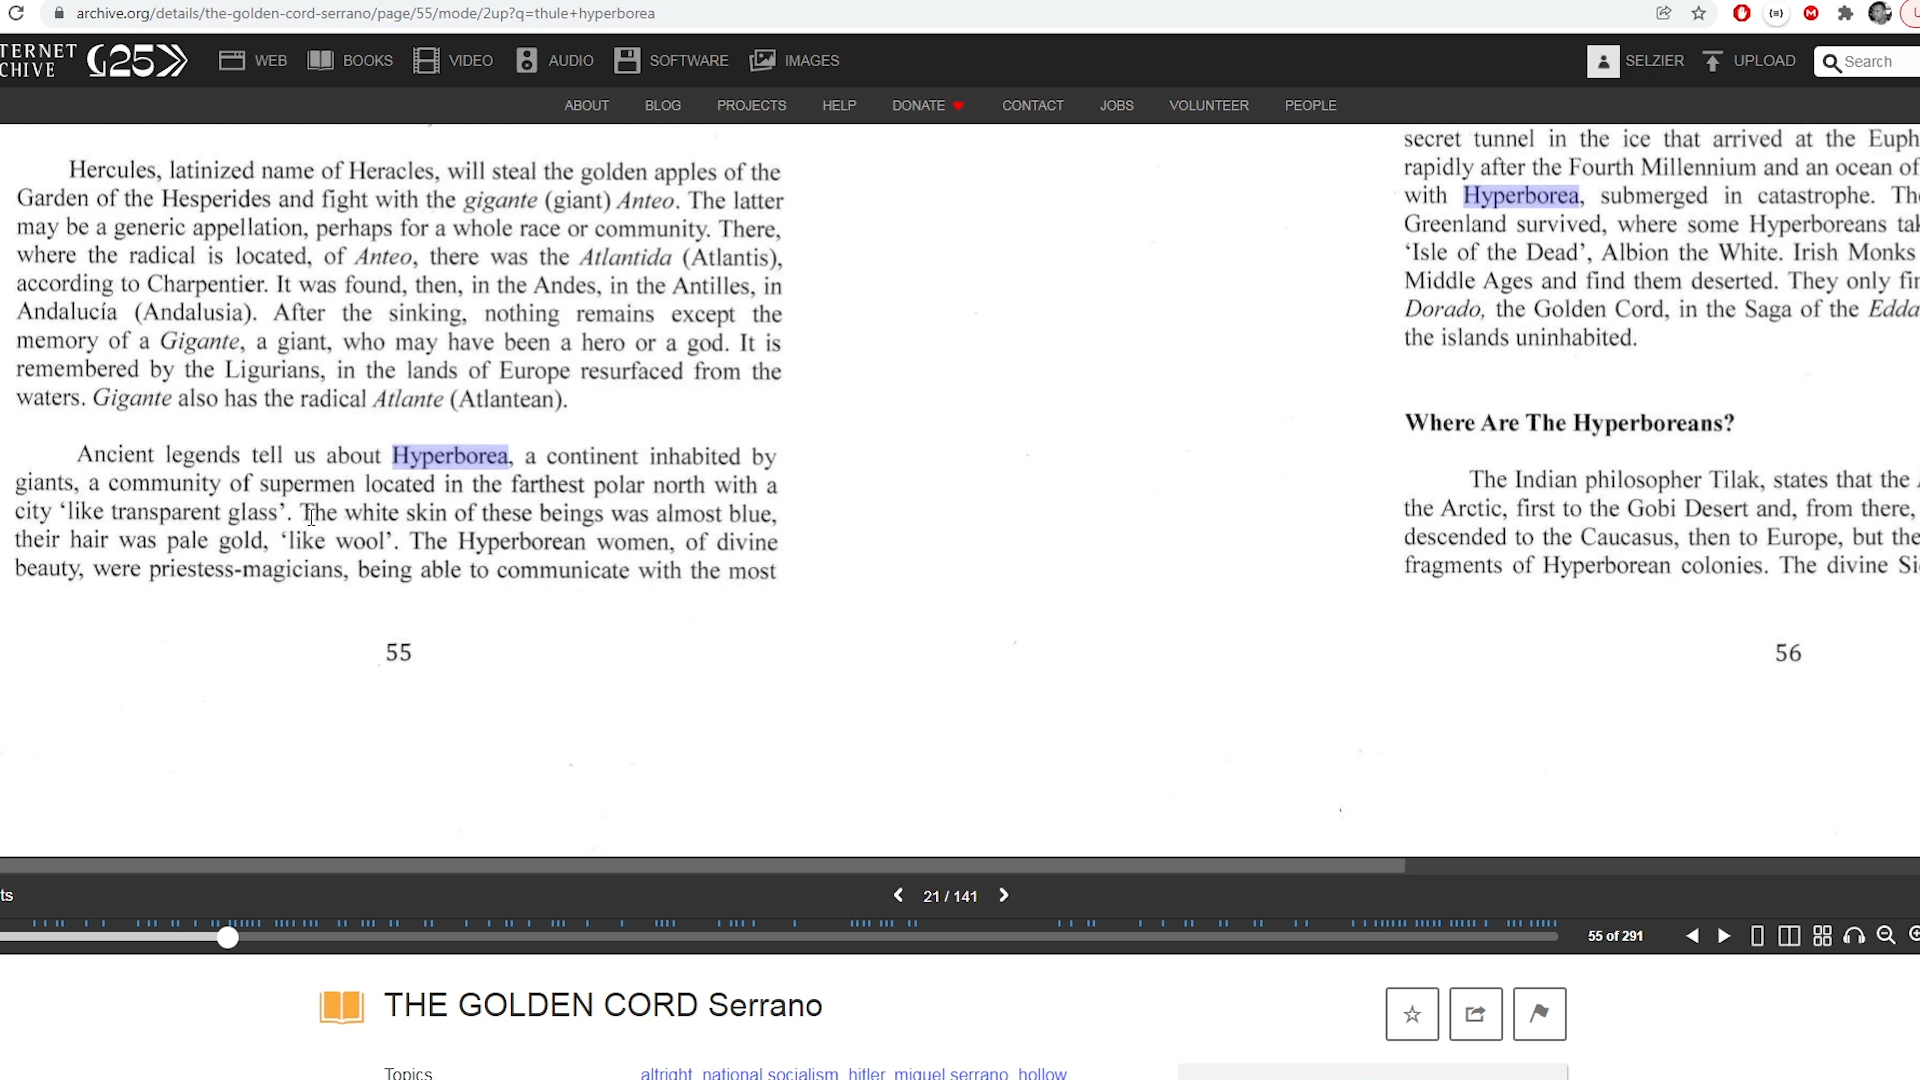 archive.org/details/the-golden-cord-serrano/page/55/mode/2up?q=thule+hyperborea
TERNET
CHIVE
25
WEB
BOOKS
VIDEO
AUDIO
SOFTWARE
IMAGES
SELZIER
UPLOAD
Search
ABOUT
BLOG
PROJECTS
HELP
DONATE
CONTACT
JOBS
VOLUNTEER
PEOPLE
Hercules, latinized name of Heracles, will steal the golden apples of the
Garden of the Hesperides and fight with the gigante (giant) Anteo. The latter
may be a generic appellation, perhaps for a whole race or community. There,
where the radical is located, of Anteo, there was the Atlantida (Atlantis),
according to Charpentier. It was found, then, in the Andes, in the Antilles, in
Andalucía (Andalusia). After the sinking, nothing remains except the
memory of a Gigante, a giant, who may have been a hero or a god. It is
remembered by the Ligurians, in the lands of Europe resurfaced from the
waters. Gigante also has the radical Atlante (Atlantean).
Ancient legends tell us about Hyperborea, a continent inhabited by
giants, a community of supermen located in the farthest polar north with a
city ‘like transparent glass’. The white skin of these beings was almost blue,
their hair was pale gold, ‘like wool’. The Hyperborean women, of divine
beauty, were priestess-magicians, being able to communicate with the most
55
secret tunnel in the ice that arrived at the Euph
rapidly after the Fourth Millennium and an ocean of
with Hyperborea, submerged in catastrophe. The
Greenland survived, where some Hyperboreans tak
‘Isle of the Dead’, Albion the White. Irish Monks
Middle Ages and find them deserted. They only fin
Dorado, the Golden Cord, in the Saga of the Edda
the islands uninhabited.
Where Are The Hyperboreans?
The Indian philosopher Tilak, states that the A
the Arctic, first to the Gobi Desert and, from there,
descended to the Caucasus, then to Europe, but the
fragments of Hyperborean colonies. The divine Si
56
ts
21 / 141
55 of 291
THE GOLDEN CORD Serrano
Topics
altright, national socialism, hitler, miguel serrano, hollow